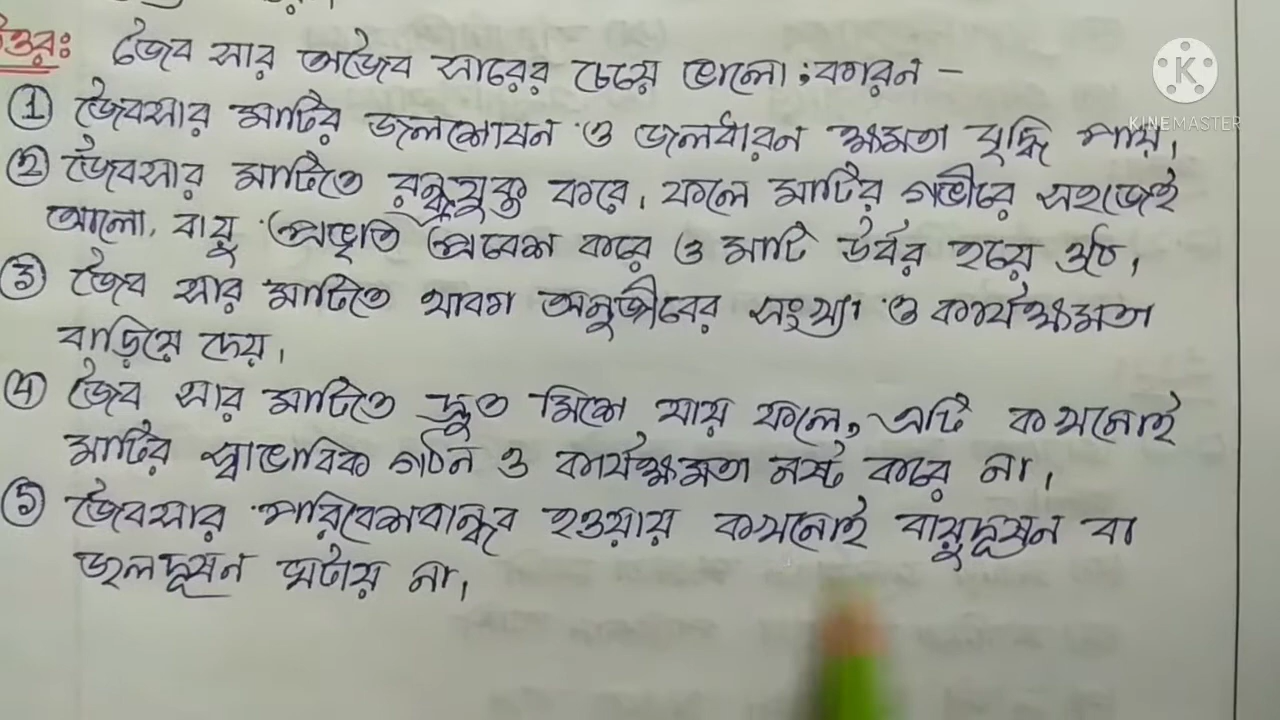 উত্তরঃ জৈব সার অজৈব সারের চেয়ে ভালো ; কারন –
① জৈবসার মাটির জলশোষন ও জলধারন ক্ষমতা বৃদ্ধি পায়।
② জৈবসার মাটিতে রন্ধ্রযুক্ত করে, ফলে মাটির গভীরে সহজেই
আলো, বায়ু প্রভৃতি প্রবেশ করে ও মাটি উর্বর হয়ে ওঠে।
③ জৈব সার মাটিতে থাকা অনুজীবের সংখ্যা ও কার্যক্ষমতা
বাড়িয়ে দেয়।
④ জৈব সার মাটিতে দ্রুত মিশে যায় ফলে, এটি কখনোই
মাটির স্বাভাবিক গঠন ও কার্যক্ষমতা নষ্ট করে না।
⑤ জৈবসার পরিবেশবান্ধব হওয়ায় কখনোই বায়ুদূষন বা
জলদূষন ঘটায় না।
K
KINEMASTER